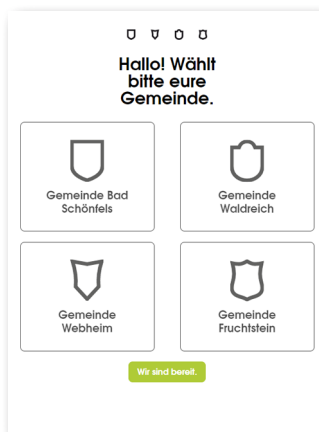 Hallo! Wählt
bitte eure
Gemeinde.
Gemeinde Bad
Schönfels
Gemeinde
Waldreich
Gemeinde
Webheim
Gemeinde
Fruchtstein
Wir sind bereit.